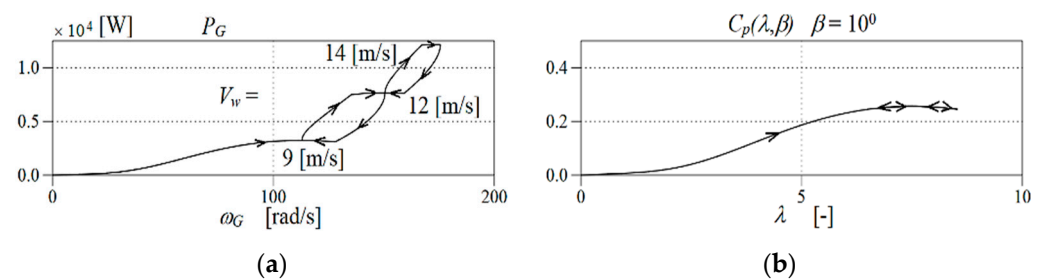 × 10⁴ [W] P_G
1.0
0.5
0.0
14 [m/s]
V_w =
12 [m/s]
9 [m/s]
0 100 200
ω_G [rad/s]
(a)
C_p(λ,β) β = 10⁰
0.4
0.2
0.0
0 5 10
λ [-]
(b)